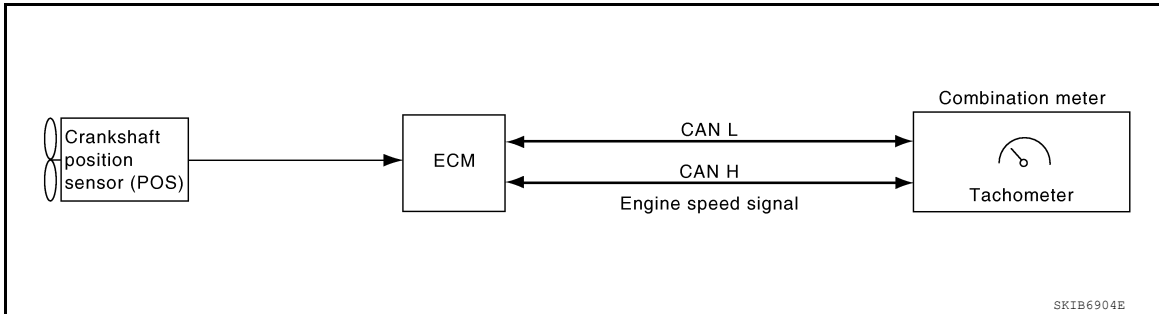 Crankshaft
position
sensor (POS)
ECM
CAN L
CAN H
Engine speed signal
Combination meter
Tachometer
SKIB6904E